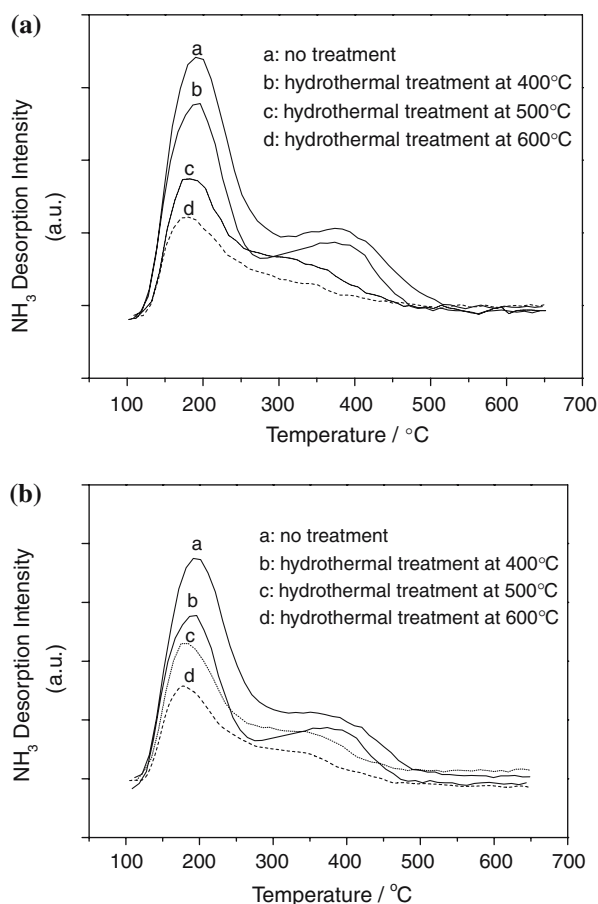 (a)
a
b
c
d
a: no treatment
b: hydrothermal treatment at 400°C
c: hydrothermal treatment at 500°C
d: hydrothermal treatment at 600°C
NH₃ Desorption Intensity
(a.u.)
100 200 300 400 500 600 700
Temperature / °C
(b)
a
b
c
d
a: no treatment
b: hydrothermal treatment at 400°C
c: hydrothermal treatment at 500°C
d: hydrothermal treatment at 600°C
NH₃ Desorption Intensity
(a.u.)
100 200 300 400 500 600 700
Temperature / °C